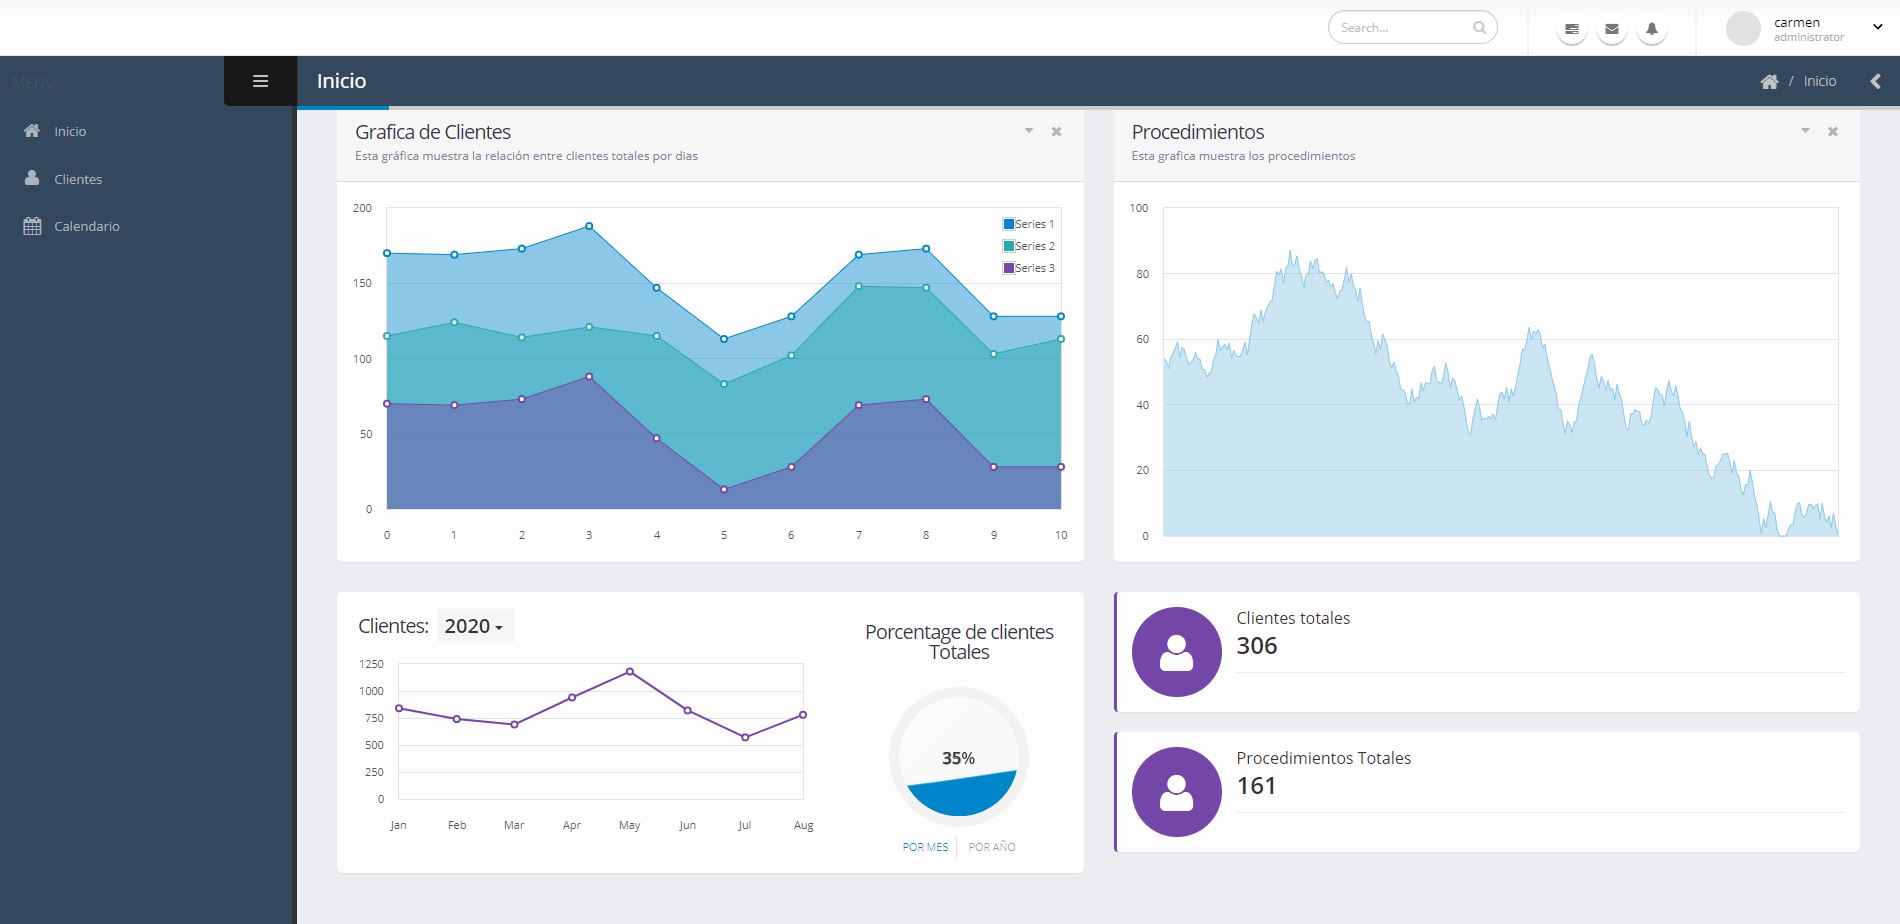 Search...
carmen
administrator
MENU
Inicio
Inicio
/ Inicio
Inicio
Clientes
Calendario
Grafica de Clientes
Esta gráfica muestra la relación entre clientes totales por dias
200
150
100
50
0
0 1 2 3 4 5 6 7 8 9 10
Series 1
Series 2
Series 3
Procedimientos
Esta grafica muestra los procedimientos
100
80
60
40
20
0
Clientes: 2020
1250
1000
750
500
250
0
Jan Feb Mar Apr May Jun Jul Aug
Porcentage de clientes
Totales
35%
POR MES POR AÑO
Clientes totales
306
Procedimientos Totales
161